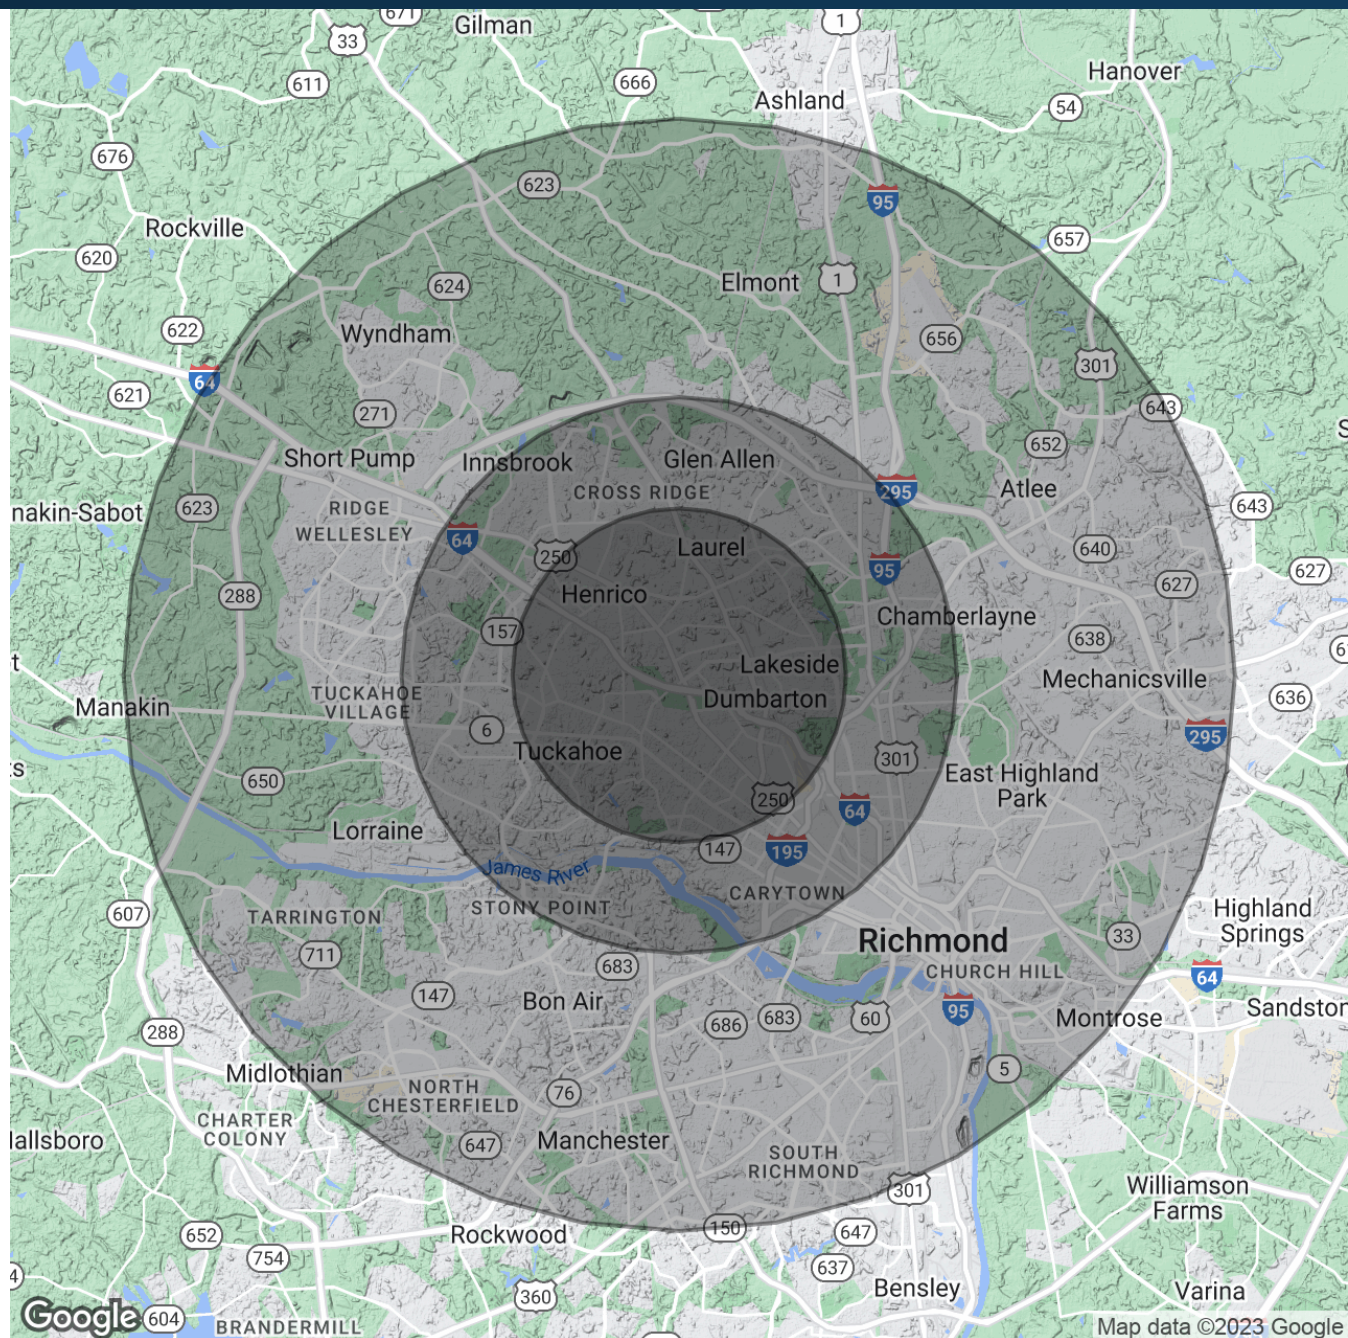 671
Gilman
33
1
611
666
Hanover
Ashland
54
676
623
95
Rockville
657
620
Elmont
1
624
622
Wyndham
656
301
64
621
271
643
652
Short Pump
Innsbrook
Glen Allen
295
Atlee
CROSS RIDGE
nakin-Sabot
623
RIDGE
WELLESLEY
643
64
250
Laurel
95
640
627
627
288
Henrico
Chamberlayne
157
638
Lakeside
Mechanicsville
TUCKAHOE
VILLAGE
Dumbarton
636
Manakin
6
Tuckahoe
301
295
650
East Highland
Park
250
64
Lorraine
147
195
James River
CARYTOWN
607
TARRINGTON
STONY POINT
Highland
Springs
711
683
Richmond
33
CHURCH HILL
64
147
Bon Air
95
Sandston
288
686
683
60
Montrose
Midlothian
5
NORTH
CHESTERFIELD
76
CHARTER
COLONY
allsboro
647
Manchester
SOUTH
RICHMOND
301
Williamson
Farms
652
Rockwood
150
647
754
637
Bensley
Varina
360
Google
604
BRANDERMILL
Map data ©2023 Google